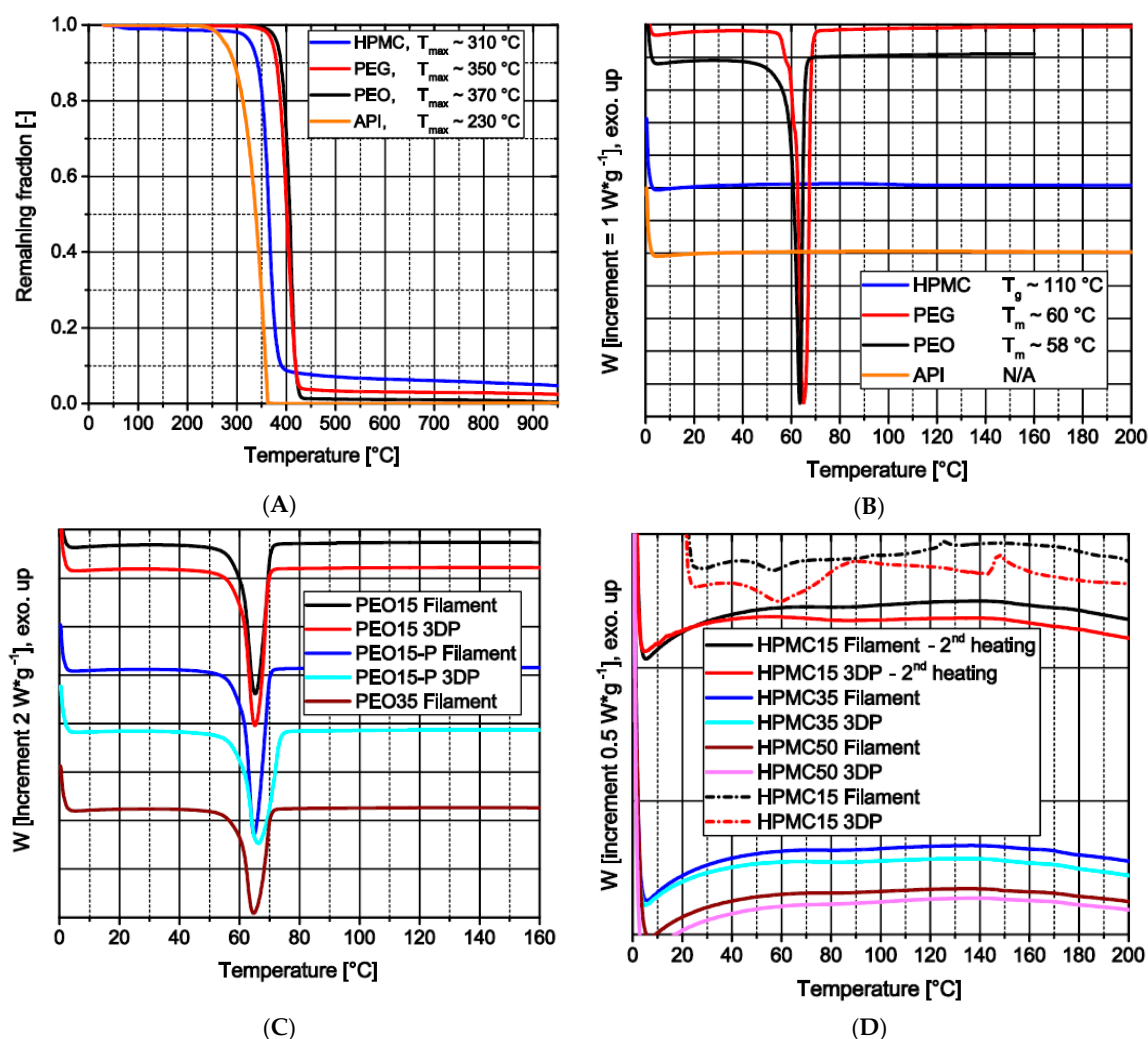 Remaining fraction [-]
1.0
0.8
0.6
0.4
0.2
0.0
HPMC, Tmax ~ 310 °C
PEG, Tmax ~ 350 °C
PEO, Tmax ~ 370 °C
API, Tmax ~ 230 °C
0 100 200 300 400 500 600 700 800 900
Temperature [°C]
(A)
W [increment = 1 W*g-1], exo. up
HPMC Tg ~ 110 °C
PEG Tm ~ 60 °C
PEO Tm ~ 58 °C
API N/A
0 20 40 60 80 100 120 140 160 180 200
Temperature [°C]
(B)
W [Increment 2 W*g-1], exo. up
PEO15 Filament
PEO15 3DP
PEO15-P Filament
PEO15-P 3DP
PEO35 Filament
0 20 40 60 80 100 120 140 160
Temperature [°C]
(C)
W [increment 0.5 W*g-1], exo. up
HPMC15 Filament - 2nd heating
HPMC15 3DP - 2nd heating
HPMC35 Filament
HPMC35 3DP
HPMC50 Filament
HPMC50 3DP
HPMC15 Filament
HPMC15 3DP
0 20 40 60 80 100 120 140 160 180 200
Temperature [°C]
(D)